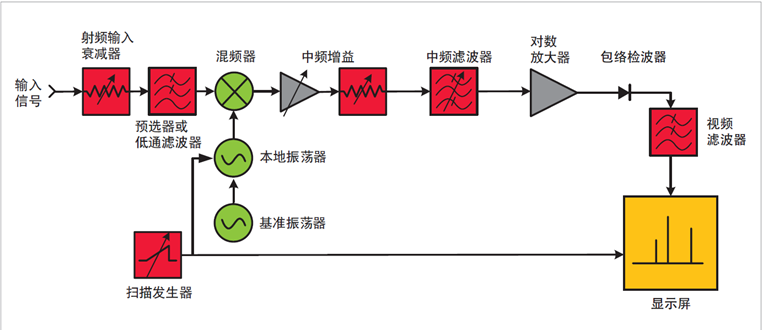 射频输入
衰减器
混频器
中频增益
中频滤波器
对数
放大器
包络检波器
输入
信号
预选器或
低通滤波器
视频
滤波器
本地振荡器
基准振荡器
扫描发生器
显示屏